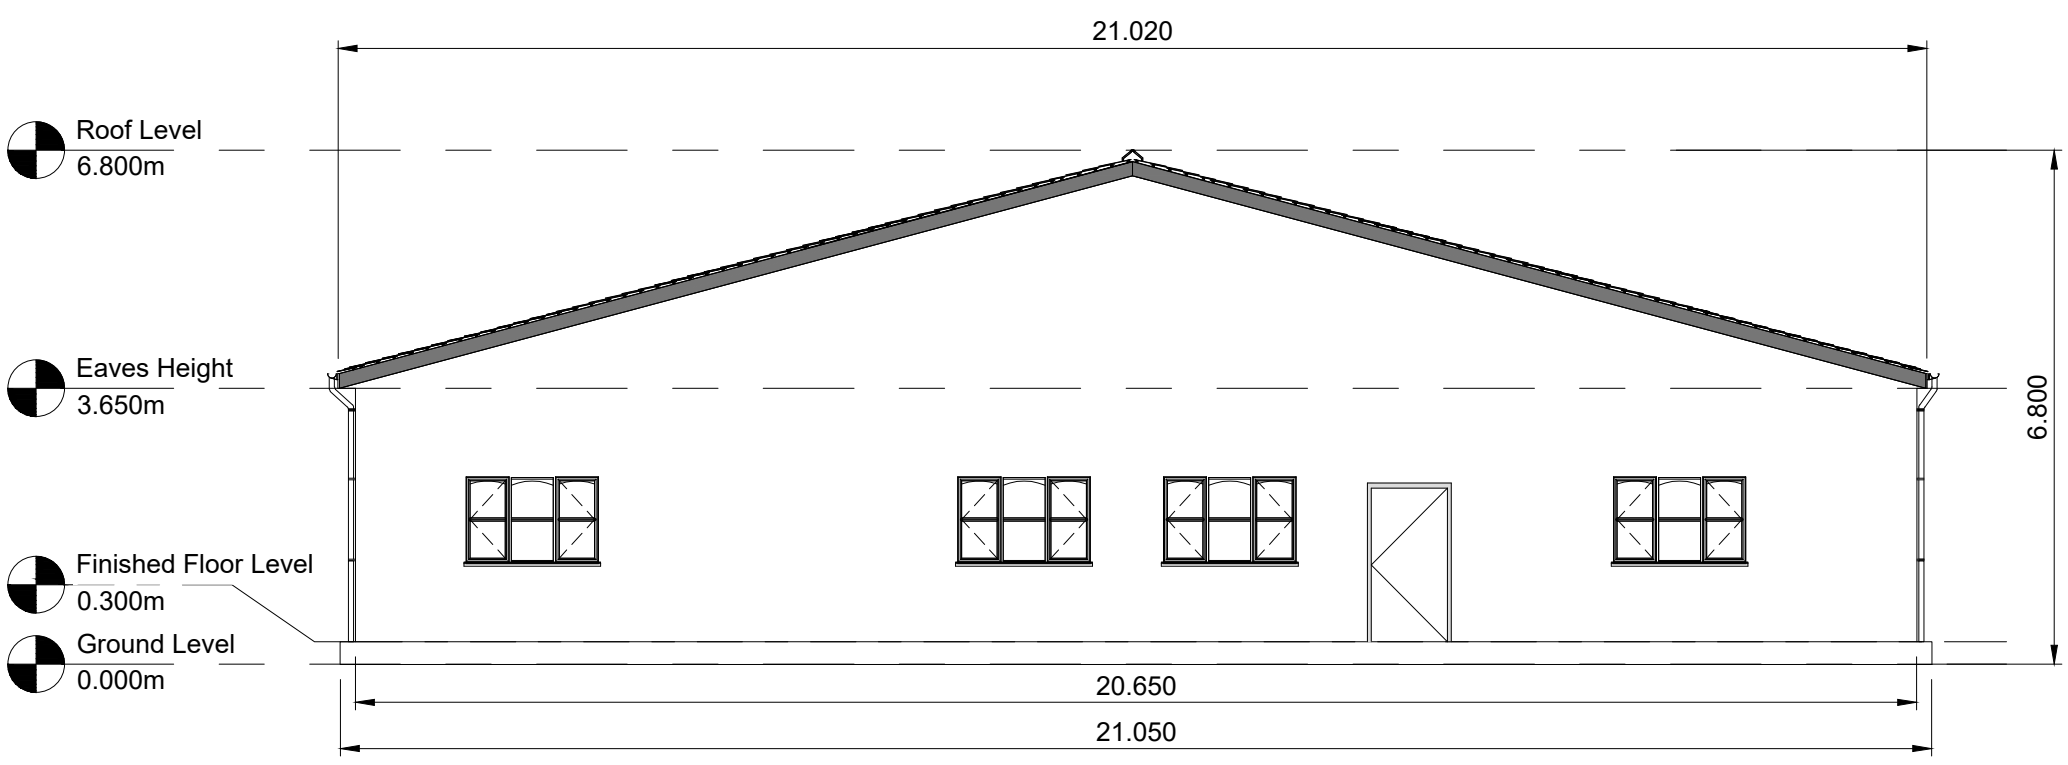 21.020
Roof Level
6.800m
Eaves Height
3.650m
6.800
Finished Floor Level
0.300m
Ground Level
0.000m
20.650
21.050